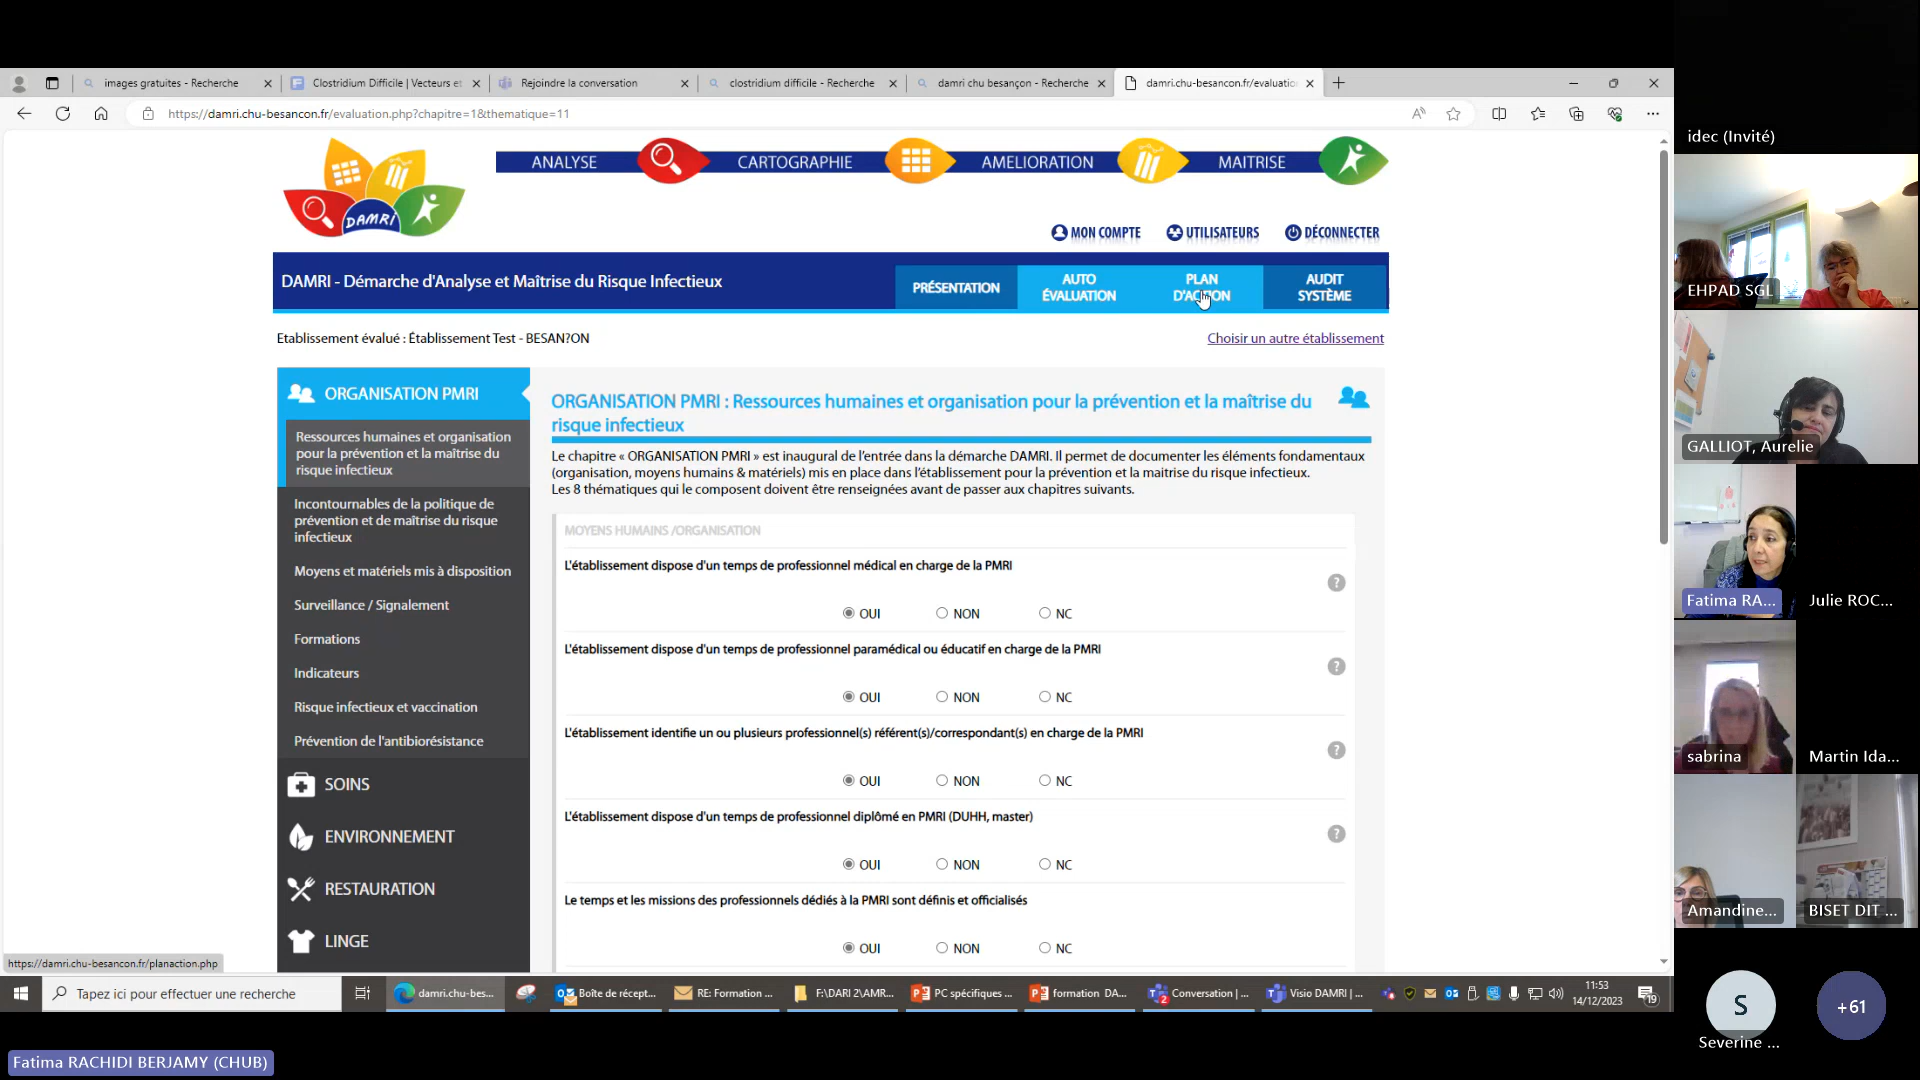 images gratuites - Recherche
Clostridium Difficile | Vecteurs et
Rejoindre la conversation
clostridium difficile - Recherche
damri chu besançon - Recherche
damri.chu-besancon.fr/evaluation
https://damri.chu-besancon.fr/evaluation.php?chapitre=1&thematique=11
DAMRI
ANALYSE
CARTOGRAPHIE
AMELIORATION
MAITRISE
MON COMPTE
UTILISATEURS
DÉCONNECTER
DAMRI - Démarche d'Analyse et Maîtrise du Risque Infectieux
PRÉSENTATION
AUTO
ÉVALUATION
PLAN
D'ACTION
AUDIT
SYSTÈME
Etablissement évalué : Établissement Test - BESAN?ON
Choisir un autre établissement
ORGANISATION PMRI
Ressources humaines et organisation
pour la prévention et la maîtrise du
risque infectieux
Incontournables de la politique de
prévention et de maîtrise du risque
infectieux
Moyens et matériels mis à disposition
Surveillance / Signalement
Formations
Indicateurs
Risque infectieux et vaccination
Prévention de l'antibiorésistance
SOINS
ENVIRONNEMENT
RESTAURATION
LINGE
ORGANISATION PMRI : Ressources humaines et organisation pour la prévention et la maîtrise du
risque infectieux
Le chapitre « ORGANISATION PMRI » est inaugural de l'entrée dans la démarche DAMRI. Il permet de documenter les éléments fondamentaux
(organisation, moyens humains & matériels) mis en place dans l'établissement pour la prévention et la maitrise du risque infectieux.
Les 8 thématiques qui le composent doivent être renseignées avant de passer aux chapitres suivants.
MOYENS HUMAINS /ORGANISATION
L'établissement dispose d'un temps de professionnel médical en charge de la PMRI
?
OUI NON NC
L'établissement dispose d'un temps de professionnel paramédical ou éducatif en charge de la PMRI
?
OUI NON NC
L'établissement identifie un ou plusieurs professionnel(s) référent(s)/correspondant(s) en charge de la PMRI
?
OUI NON NC
L'établissement dispose d'un temps de professionnel diplômé en PMRI (DUHH, master)
?
OUI NON NC
Le temps et les missions des professionnels dédiés à la PMRI sont définis et officialisés
OUI NON NC
https://damri.chu-besancon.fr/planaction.php
Tapez ici pour effectuer une recherche
damri.chu-bes...
Boîte de récept...
RE: Formation ...
F:\DARI 2\AMR...
PC spécifiques ...
formation DA...
Conversation | ...
Visio DAMRI | ...
11:53
14/12/2023
19
idec (Invité)
EHPAD SGL
GALLIOT, Aurelie
Fatima RA...
Julie ROC...
sabrina
Martin Ida...
Amandine...
BISET DIT ...
S
Severine ...
+61
Fatima RACHIDI BERJAMY (CHUB)